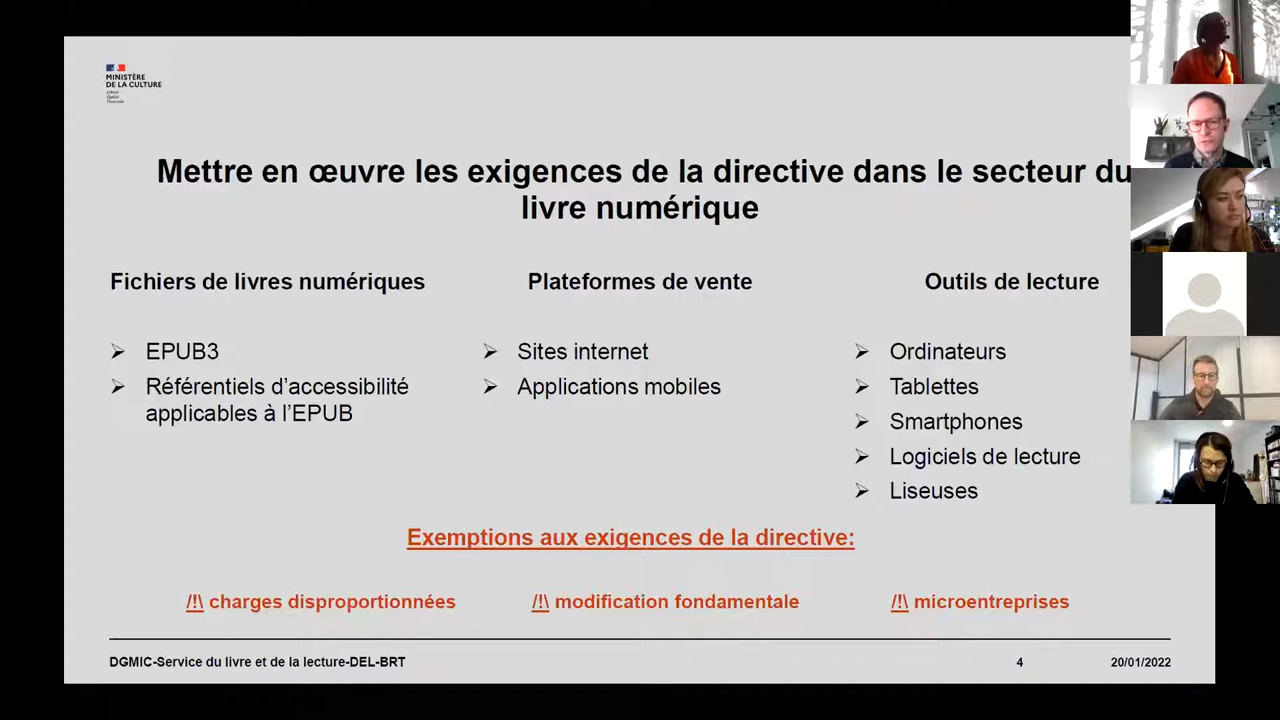 MINISTÈRE
DE LA CULTURE
Liberté
Égalité
Fraternité
Mettre en œuvre les exigences de la directive dans le secteur du
livre numérique
Fichiers de livres numériques
Plateformes de vente
Outils de lecture
EPUB3
Référentiels d’accessibilité
applicables à l’EPUB
Sites internet
Applications mobiles
Ordinateurs
Tablettes
Smartphones
Logiciels de lecture
Liseuses
Exemptions aux exigences de la directive:
/!\ charges disproportionnées
/!\ modification fondamentale
/!\ microentreprises
DGMIC-Service du livre et de la lecture-DEL-BRT
4
20/01/2022